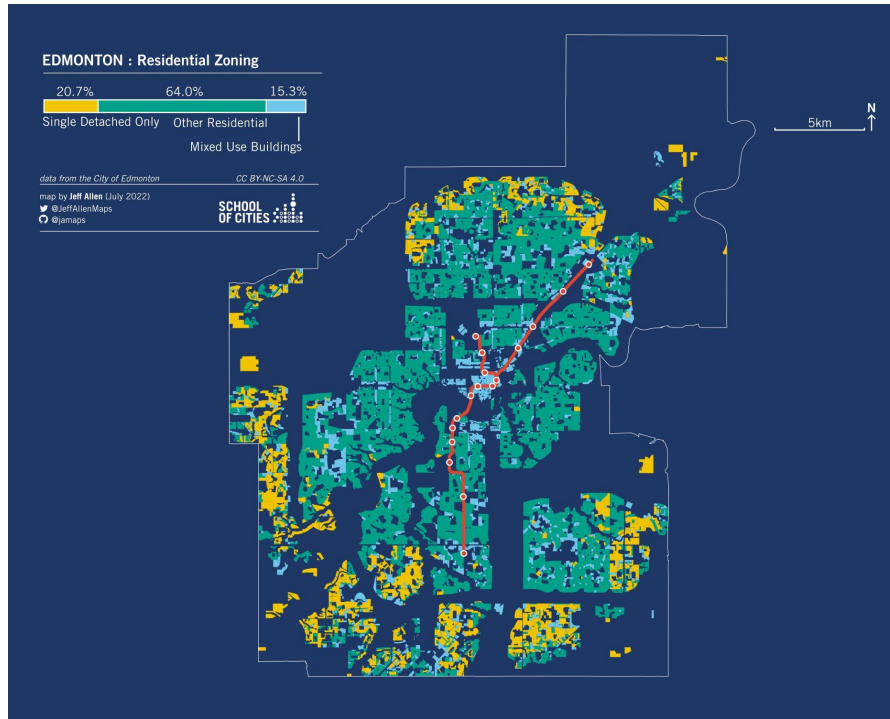 EDMONTON : Residential Zoning
20.7% 64.0% 15.3%
Single Detached Only Other Residential
Mixed Use Buildings
data from the City of Edmonton CC BY-NC-SA 4.0
map by Jeff Allen (July 2022)
@JeffAllenMaps
@jamaps
SCHOOL
OF CITIES
N
5km